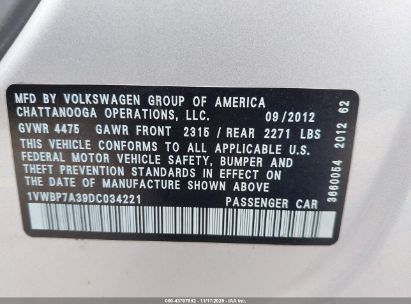 MFD BY VOLKSWAGEN GROUP OF AMERICA
CHATTANOOGA OPERATIONS, LLC. 09/2012
GVWR 4475 GAWR FRONT 2315/ REAR 2271 LBS
THIS VEHICLE CONFORMS TO ALL APPLICABLE U.S.
FEDERAL MOTOR VEHICLE SAFETY, BUMPER AND
THEFT PREVENTION STANDARDS IN EFFECT
ON THE DATE OF MANUFACTURE SHOWN ABOVE
1VWBP7A39DC034221 PASSENGER CAR
3660054 2012 62